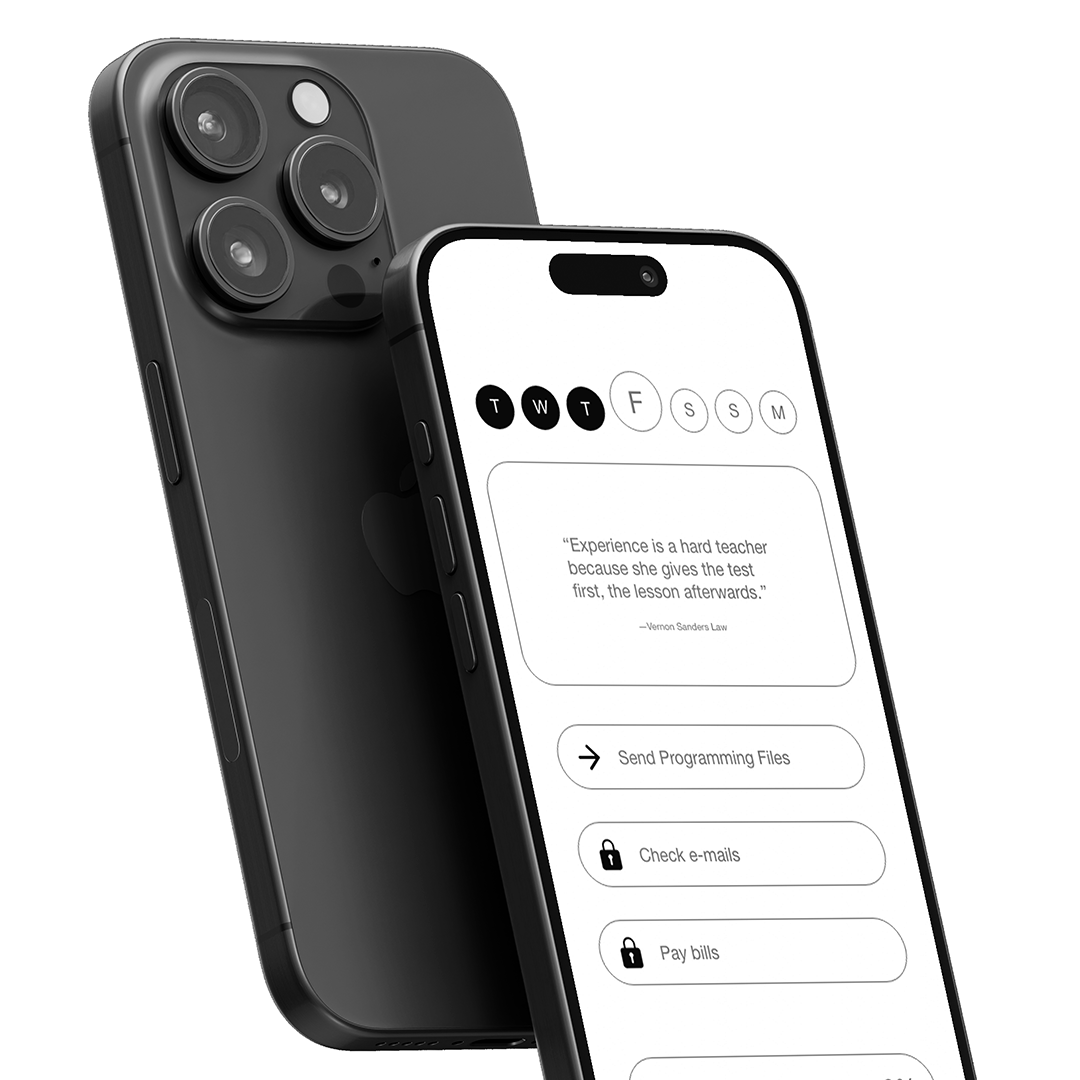 T W T F S S M
“Experience is a hard teacher
because she gives the test
first, the lesson afterwards.”
—Vernon Sanders Law
Send Programming Files
Check e-mails
Pay bills